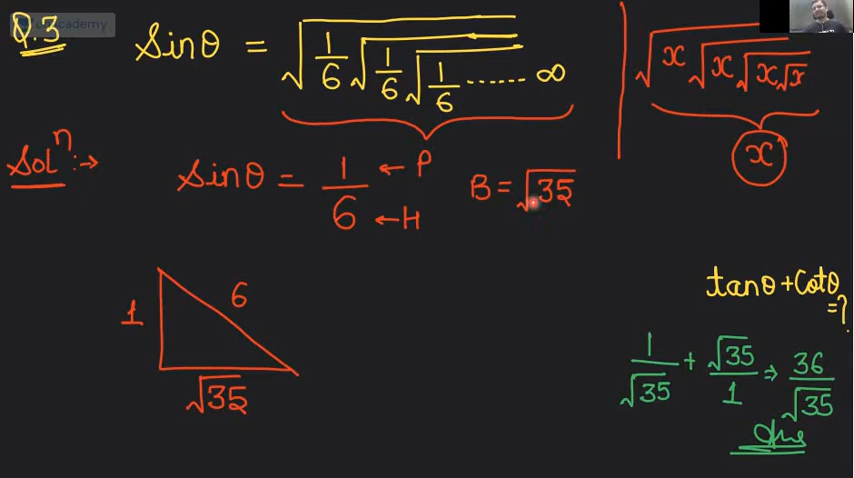 Q.3
Sinθ = √(1/6 √(1/6 √(1/6 ...... ∞
√(x √(x √(x √x
x
Solⁿ :→
Sinθ = 1/6 ← P ← H
B = √35
1
6
√35
tanθ + Cotθ = ?
1/√35 + √35/1 ⇒ 36/√35
Ans